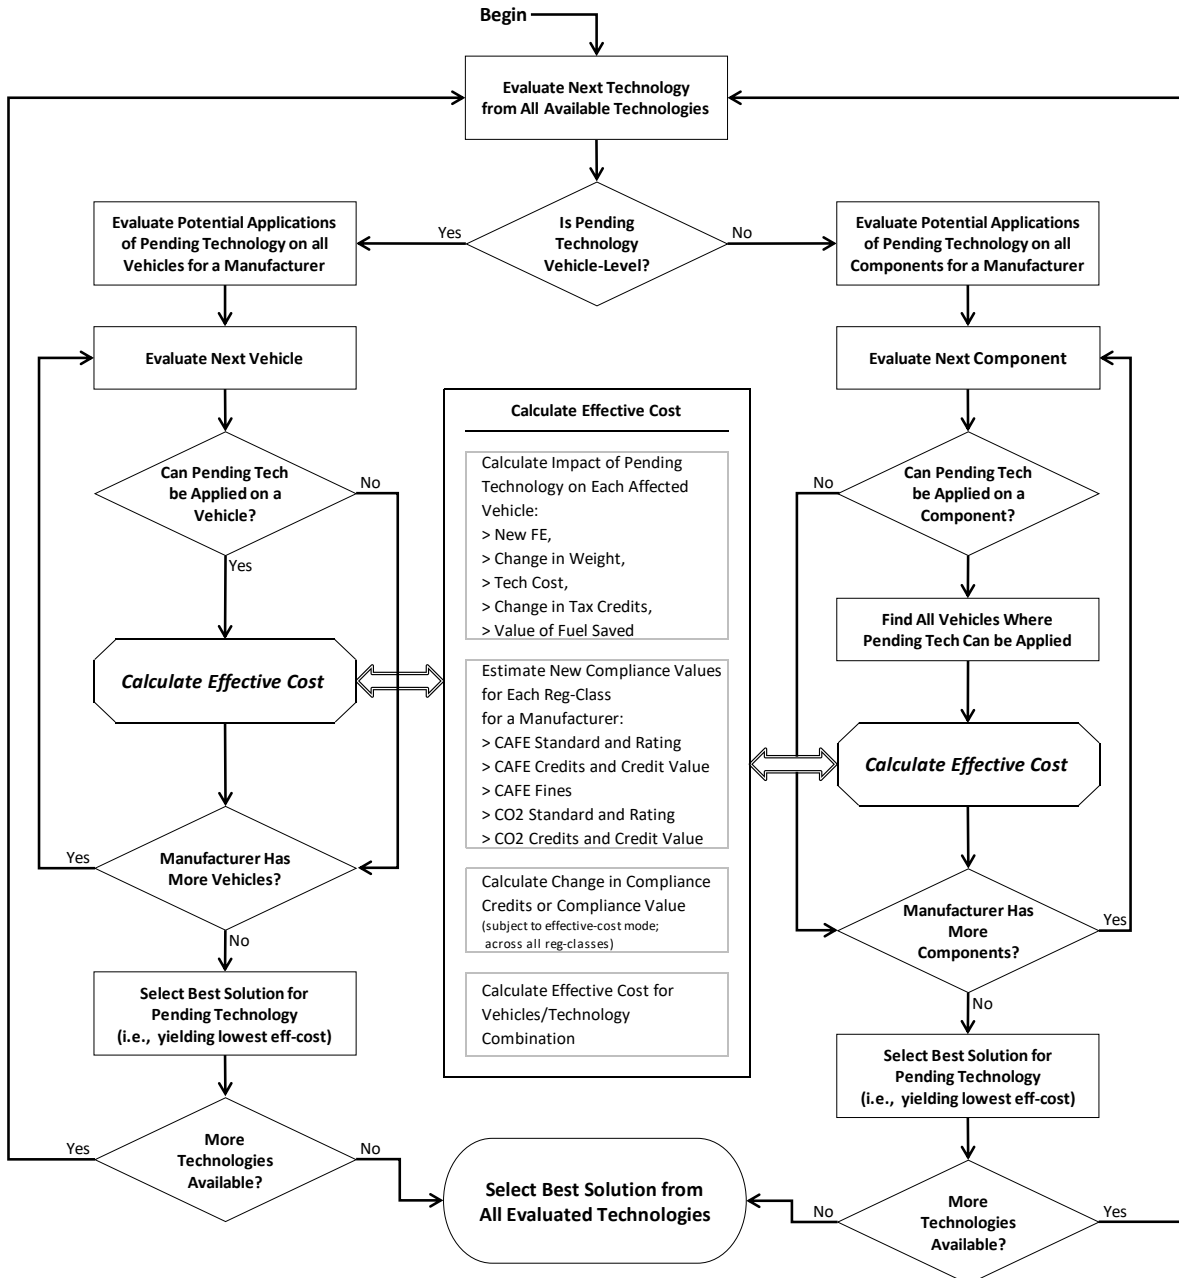 Begin
Evaluate Next Technology
from All Available Technologies
Is Pending
Technology
Vehicle-Level?
Yes
No
Evaluate Potential Applications
of Pending Technology on all
Vehicles for a Manufacturer
Evaluate Next Vehicle
Can Pending Tech
be Applied on a
Vehicle?
No
Yes
Calculate Effective Cost
Manufacturer Has
More Vehicles?
Yes
No
Select Best Solution for
Pending Technology
(i.e., yielding lowest eff-cost)
More
Technologies
Available?
Yes
No
Calculate Effective Cost
Calculate Impact of Pending
Technology on Each Affected
Vehicle:
> New FE,
> Change in Weight,
> Tech Cost,
> Change in Tax Credits,
> Value of Fuel Saved
Estimate New Compliance Values
for Each Reg-Class
for a Manufacturer:
> CAFE Standard and Rating
> CAFE Credits and Credit Value
> CAFE Fines
> CO2 Standard and Rating
> CO2 Credits and Credit Value
Calculate Change in Compliance
Credits or Compliance Value
(subject to effective-cost mode;
across all reg-classes)
Calculate Effective Cost for
Vehicles/Technology
Combination
Select Best Solution from
All Evaluated Technologies
Evaluate Potential Applications
of Pending Technology on all
Components for a Manufacturer
Evaluate Next Component
Can Pending Tech
be Applied on a
Component?
No
Find All Vehicles Where
Pending Tech Can be Applied
Calculate Effective Cost
Manufacturer Has
More
Components?
Yes
No
Select Best Solution for
Pending Technology
(i.e., yielding lowest eff-cost)
More
Technologies
Available?
No
Yes